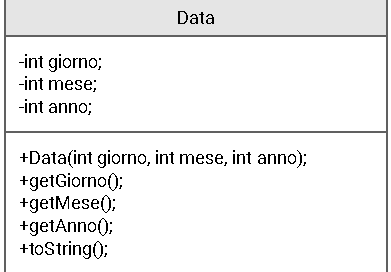 Data
-int giorno;
-int mese;
-int anno;
+Data(int giorno, int mese, int anno);
+getGiorno();
+getMese();
+getAnno();
+toString();